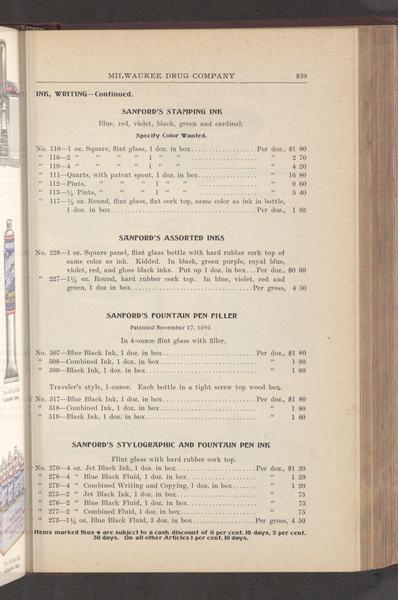 MILWAUKEE DRUG COMPANY 839
INK, WRITING—Continued.
SANFORD'S STAMPING INK
Blue, red, violet, black, green and cardinal.
Specify Color Wanted.
No. 110—1 oz. Square, flint glass, 1 doz. in box....Per doz., $1 80
" 118—2 " " " " 1 " " .... " 2 70
" 119—4 " " " " 1 " " .... " 4 20
" 111—Quarts, with patent spout, 1 doz. in box.... " 16 80
" 112—Pints, " " " 1 " " .... " 9 60
" 113—½ Pints, " " " 1 " " .... " 5 40
" 117—½ oz. Round, flint glass, flat cork top, same color as ink in bottle,
1 doz. in box....Per doz., 1 05
SANFORD'S ASSORTED INKS
No. 228—1 oz. Square panel, flint glass bottle with hard rubber cork top of
same color as ink. Kidded. In black, green purple, royal blue,
violet, red, and gloss black inks. Put up 1 doz. in box...Per doz., $0 60
" 227—1½ oz. Round, hard rubber cork top. In blue, violet, red and
green, 1 doz in box....Per gross, 4 50
SANFORD'S FOUNTAIN PEN FILLER
Patented November 17, 1891
In 4-ounce flint glass with filler.
No. 507—Blue Black Ink, 1 doz. in box....Per doz., $1 80
" 508—Combined Ink, 1 doz. in box.... " 1 80
" 509—Black Ink, 1 doz. in box.... " 1 80
Traveler's style, 1-ounce. Each bottle in a tight screw top wood box.
No. 517—Blue Black Ink, 1 doz. in box....Per doz., $1 80
" 518—Combined Ink, 1 doz. in box.... " 1 80
" 519—Black Ink, 1 doz. in box.... " 1 80
SANFORD'S STYLOGRAPHIC AND FOUNTAIN PEN INK
Flint glass with hard rubber cork top.
No. 270—4 oz. Jet Black Ink, 1 doz. in box....Per doz., $1 20
" 278—4 " Blue Black Fluid, 1 doz. in box.... " 1 20
" 279—4 " Combined Writing and Copying, 1 doz. in box.... " 1 20
" 275—2 " Jet Black Ink, 1 doz. in box.... " 75
" 276—2 " Blue Black Fluid, 1 doz. in box.... " 75
" 277—2 " Combined Fluid, 1 doz. in box.... " 75
" 273—1½ oz. Blue Black Fluid, 3 doz. in box....Per gross, 4 50
Items marked thus * are subject to a cash discount of 6 per cent. 10 days, 5 per cent.
30 days. On all other Articles 1 per cent. 10 days.